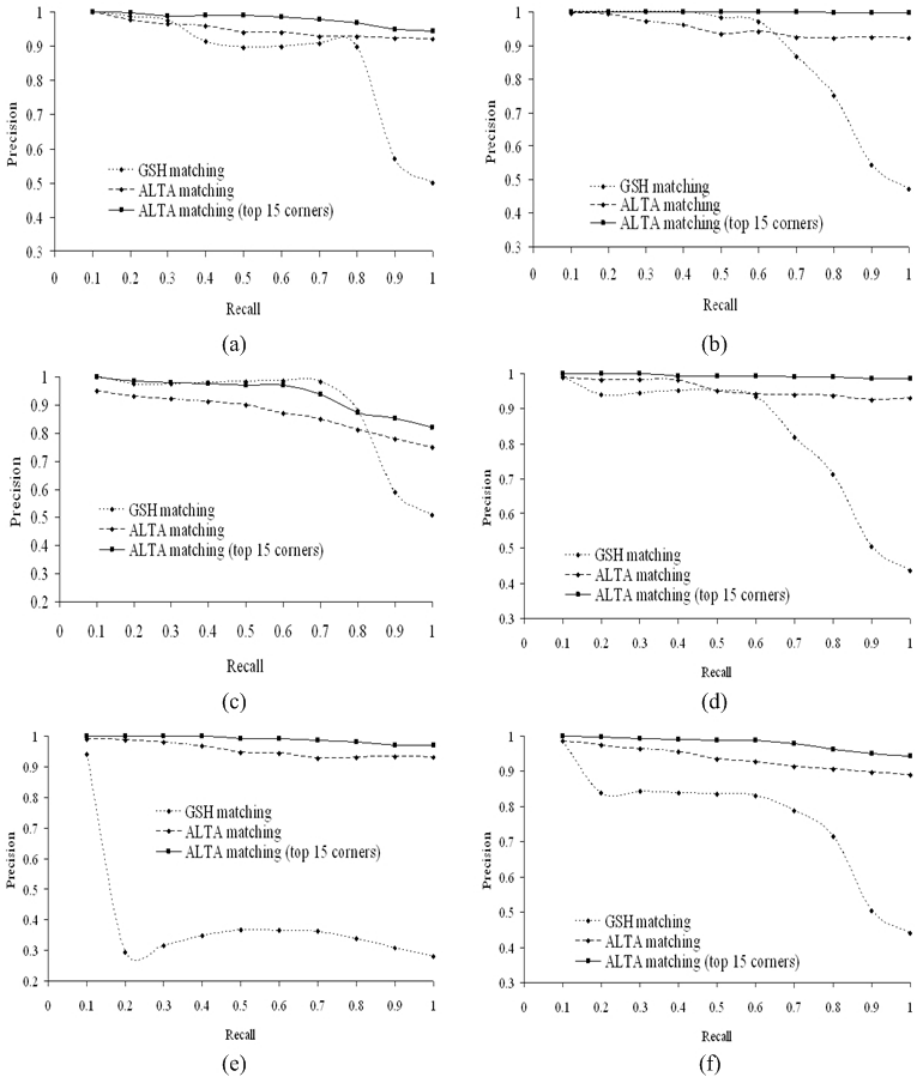 1
0.9
0.8
0.7
0.6
0.5
0.4
0.3
Precision
GSH matching
ALTA matching
ALTA matching (top 15 corners)
0 0.1 0.2 0.3 0.4 0.5 0.6 0.7 0.8 0.9 1
Recall
(a)
1
0.9
0.8
0.7
0.6
0.5
0.4
0.3
Precision
GSH matching
ALTA matching
ALTA matching (top 15 corners)
0 0.1 0.2 0.3 0.4 0.5 0.6 0.7 0.8 0.9 1
Recall
(b)
1
0.9
0.8
0.7
0.6
0.5
0.4
0.3
0.2
Precision
GSH matching
ALTA matching
ALTA matching (top 15 corners)
0 0.1 0.2 0.3 0.4 0.5 0.6 0.7 0.8 0.9 1
Recall
(c)
1
0.9
0.8
0.7
0.6
0.5
0.4
0.3
Precision
GSH matching
ALTA matching
ALTA matching (top 15 corners)
0 0.1 0.2 0.3 0.4 0.5 0.6 0.7 0.8 0.9 1
Recall
(d)
1
0.9
0.8
0.7
0.6
0.5
0.4
0.3
0.2
Precision
GSH matching
ALTA matching
ALTA matching (top 15 corners)
0 0.1 0.2 0.3 0.4 0.5 0.6 0.7 0.8 0.9 1
Recall
(e)
1
0.9
0.8
0.7
0.6
0.5
0.4
0.3
Precision
GSH matching
ALTA matching
ALTA matching (top 15 corners)
0 0.1 0.2 0.3 0.4 0.5 0.6 0.7 0.8 0.9 1
Recall
(f)